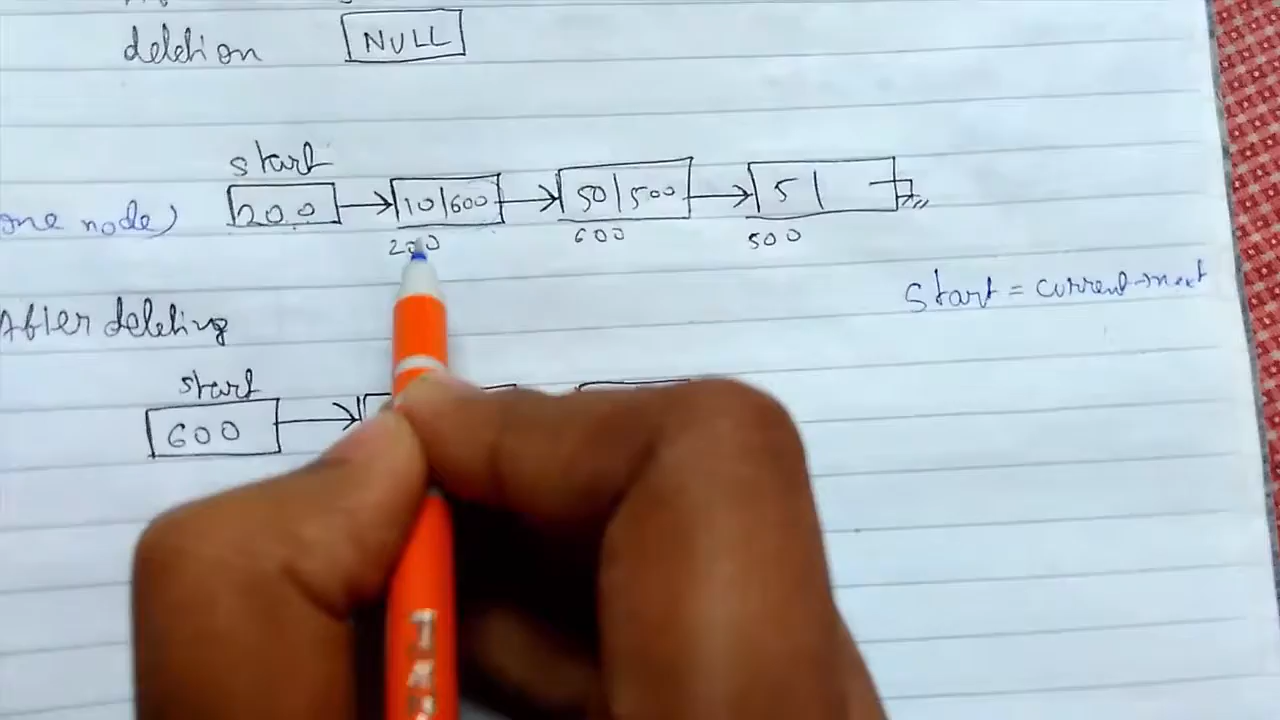 deletion NULL
start
200 10|600 50|500 5|
one node) 200 600 500
start = current→next
After deleting
start
600